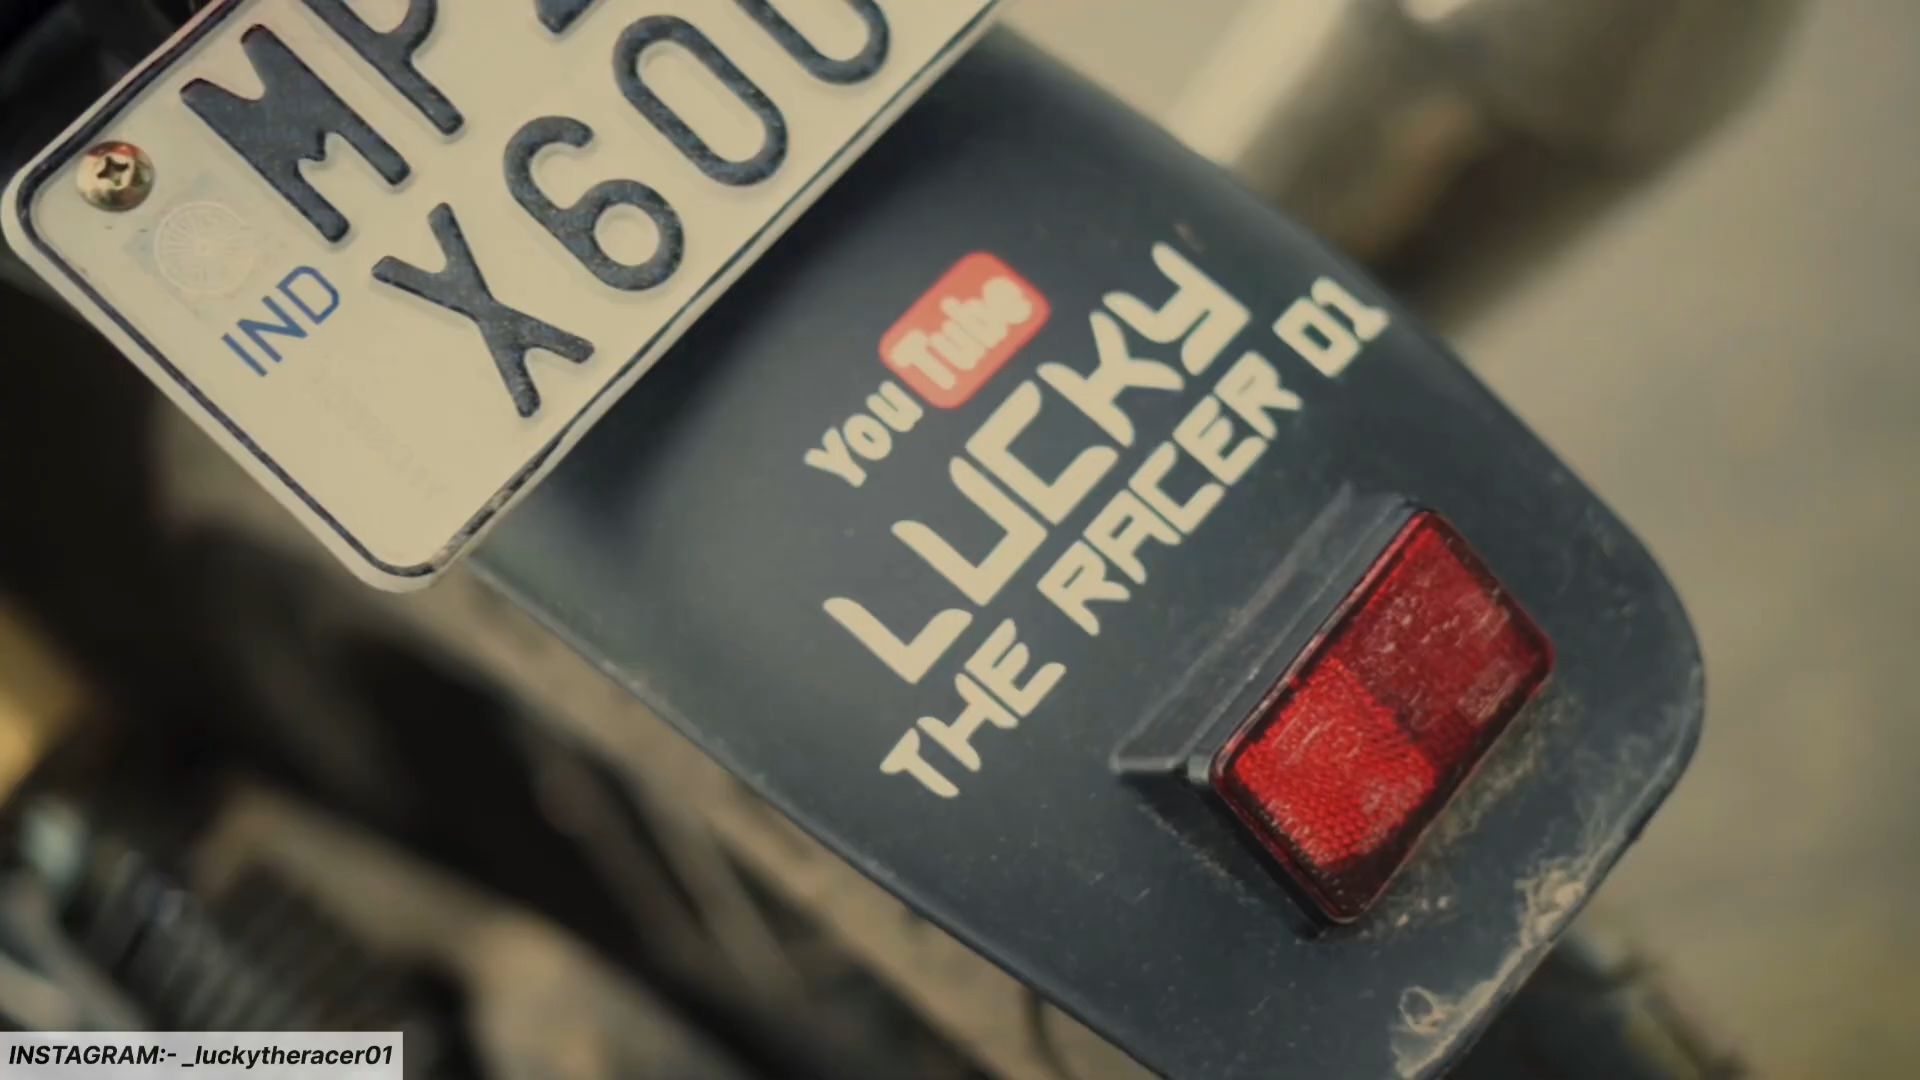 MP
X600
IND
YouTube
LUCKY
THE RACER 01
INSTAGRAM:- _luckytheracer01